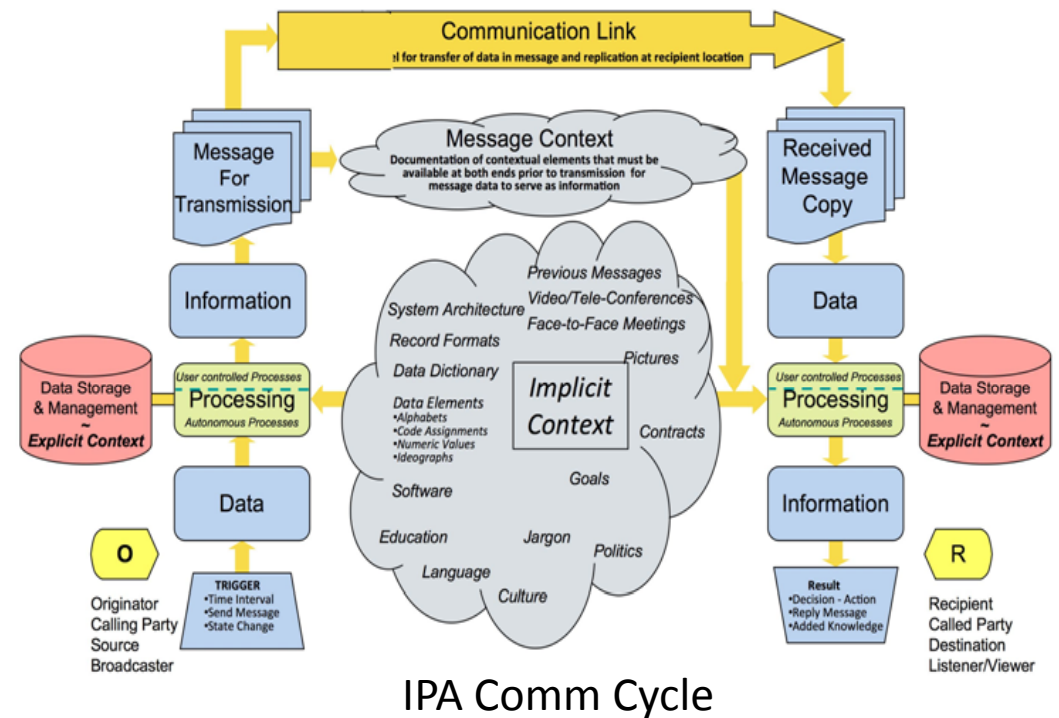 Communication Link
el for transfer of data in message and replication at recipient location
Message
For
Transmission
Message Context
Documentation of contextual elements that must be
available at both ends prior to transmission for
message data to serve as information
Received
Message
Copy
Information
Data
Previous Messages
Video/Tele-Conferences
Face-to-Face Meetings
Pictures
System Architecture
Record Formats
Data Dictionary
Data Elements
•Alphabets
•Code Assignments
•Numeric Values
•Ideographs
Implicit
Context
Contracts
Software
Goals
Education
Jargon
Politics
Language
Culture
Data Storage
& Management
~
Explicit Context
User controlled Processes
Processing
Autonomous Processes
User controlled Processes
Processing
Autonomous Processes
Data Storage
& Management
~
Explicit Context
Data
Information
O
Originator
Calling Party
Source
Broadcaster
TRIGGER
•Time Interval
•Send Message
•State Change
Result
•Decision - Action
•Reply Message
•Added Knowledge
R
Recipient
Called Party
Destination
Listener/Viewer
IPA Comm Cycle